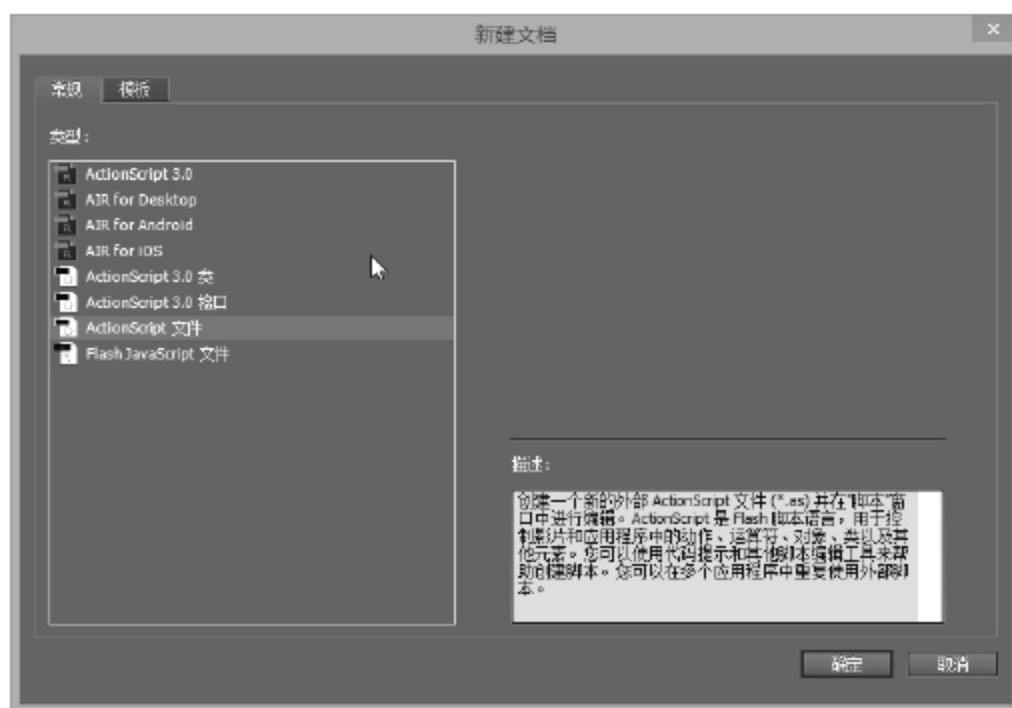 新建文档
常规 模板
类型：
ActionScript 3.0
AIR for Desktop
AIR for Android
AIR for iOS
ActionScript 3.0 类
ActionScript 3.0 接口
ActionScript 文件
Flash JavaScript 文件
描述：
创建一个新的外部 ActionScript 文件 (*.as) 并在“脚本”窗
口中进行编辑。ActionScript 是 Flash 脚本语言，用于控
制影片和应用程序中的动作、运算符、对象、类以及其
他元素。您可以使用代码提示和其他脚本编辑工具来帮
助创建脚本。您可以在多个应用程序中重复使用外部脚
本。
确定 取消